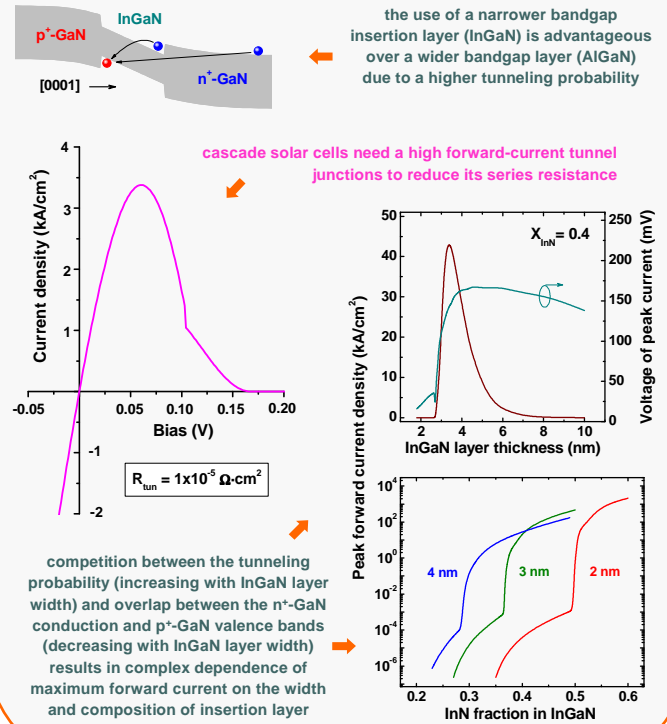 InGaN
p⁺-GaN
n⁺-GaN
[0001]
the use of a narrower bandgap
insertion layer (InGaN) is advantageous
over a wider bandgap layer (AlGaN)
due to a higher tunneling probability
cascade solar cells need a high forward-current tunnel
junctions to reduce its series resistance
4
3
2
1
-1
-2
Current density (kA/cm²)
-0.05
0.00
0.05
0.10
0.15
0.20
Bias (V)
Rtun = 1x10⁻⁵ Ω·cm²
50
40
30
20
10
0
XInN = 0.4
250
200
150
100
50
0
Voltage of peak current (mV)
2
4
6
8
10
InGaN layer thickness (nm)
Peak forward current density (kA/cm²)
10⁴
10²
10⁰
10⁻²
10⁻⁴
10⁻⁶
4 nm
3 nm
2 nm
0.2
0.3
0.4
0.5
0.6
InN fraction in InGaN
competition between the tunneling
probability (increasing with InGaN layer
width) and overlap between the n⁺-GaN
conduction and p⁺-GaN valence bands
(decreasing with InGaN layer width)
results in complex dependence of
maximum forward current on the width
and composition of insertion layer